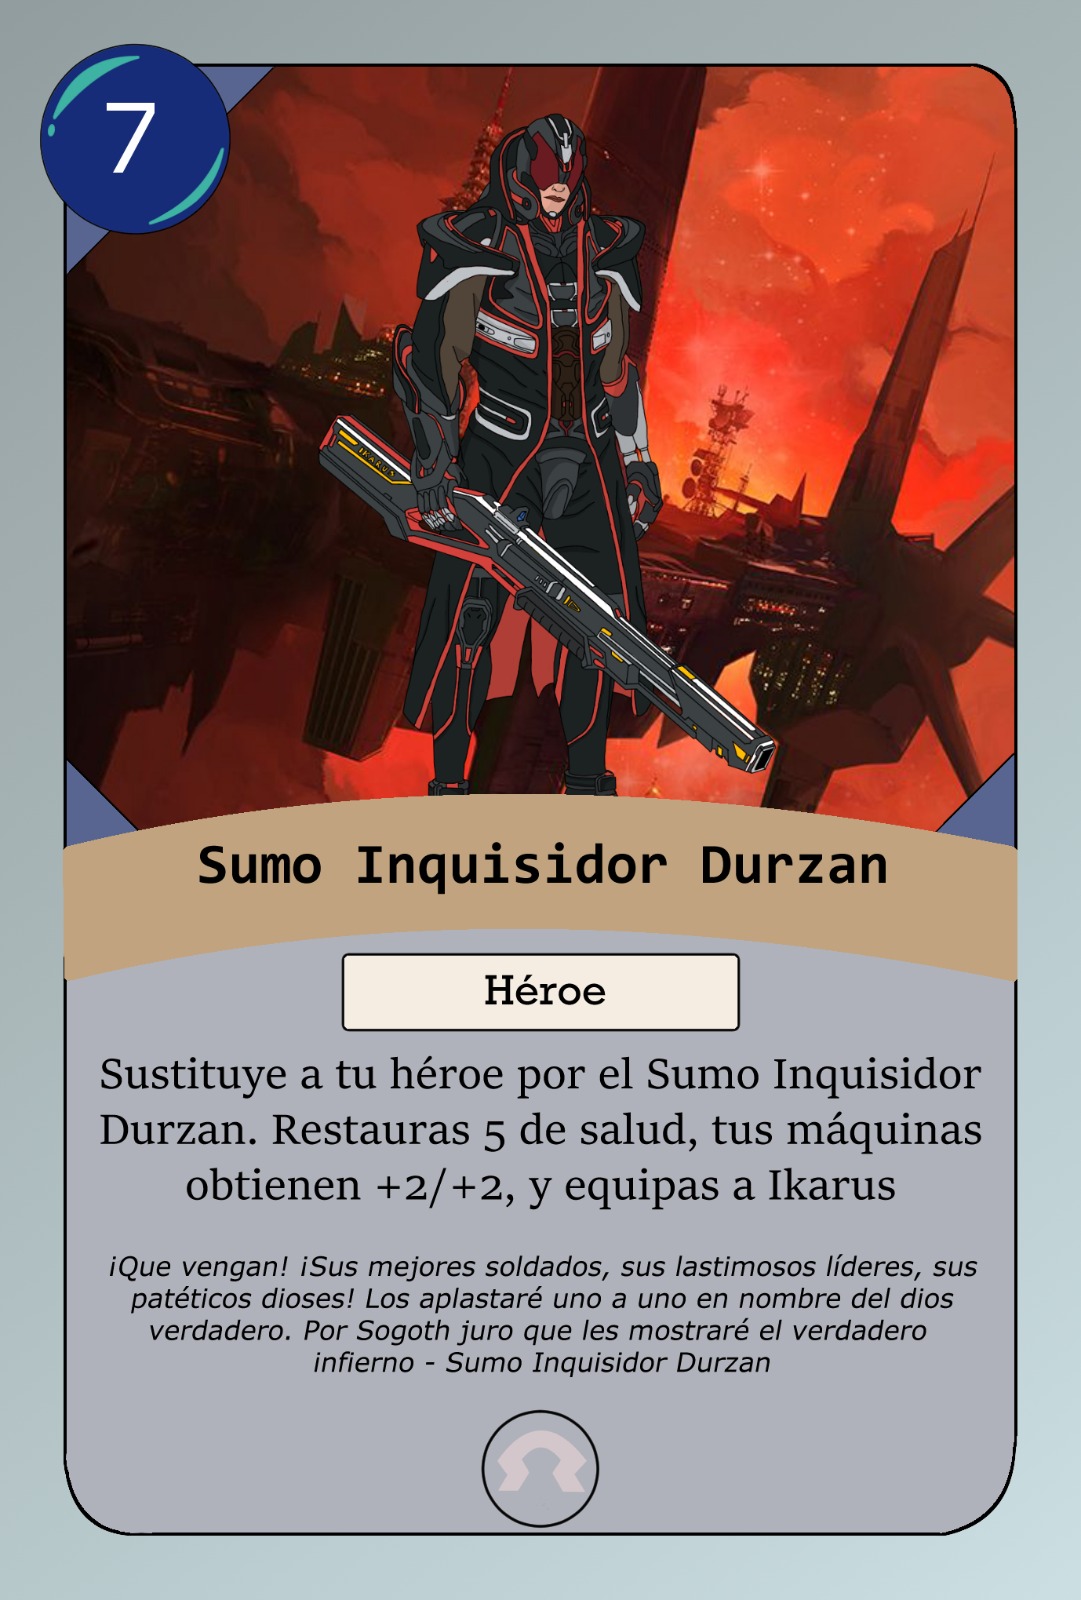 7
IKARUS
Sumo Inquisidor Durzan
Héroe
Sustituye a tu héroe por el Sumo Inquisidor
Durzan. Restauras 5 de salud, tus máquinas
obtienen +2/+2, y equipas a Ikarus
¡Que vengan! ¡Sus mejores soldados, sus lastimosos líderes, sus
patéticos dioses! Los aplastaré uno a uno en nombre del dios
verdadero. Por Sogoth juro que les mostraré el verdadero
infierno - Sumo Inquisidor Durzan